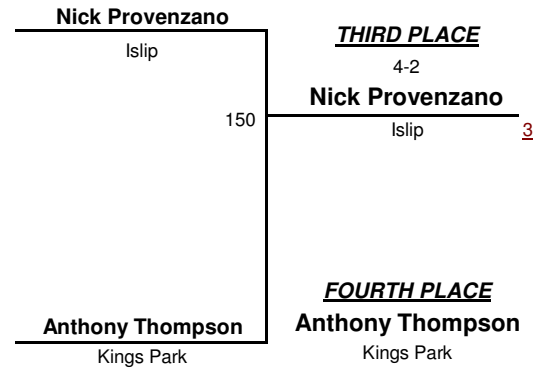 Nick Provenzano
Islip
THIRD PLACE
4-2
150
Nick Provenzano
Islip
3
FOURTH PLACE
Anthony Thompson
Kings Park
Anthony Thompson
Kings Park